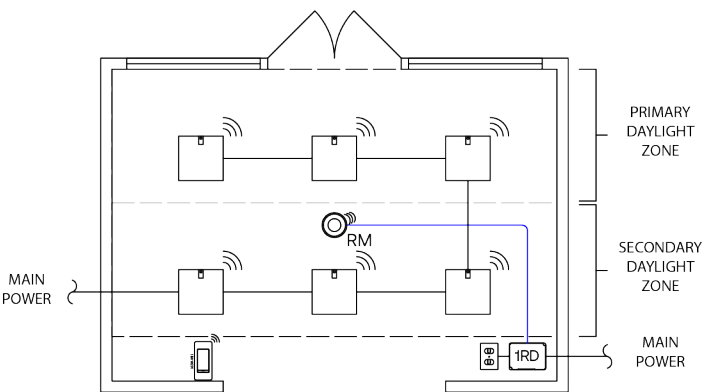 PRIMARY
DAYLIGHT
ZONE
RM
SECONDARY
DAYLIGHT
ZONE
MAIN
POWER
1RD
MAIN
POWER